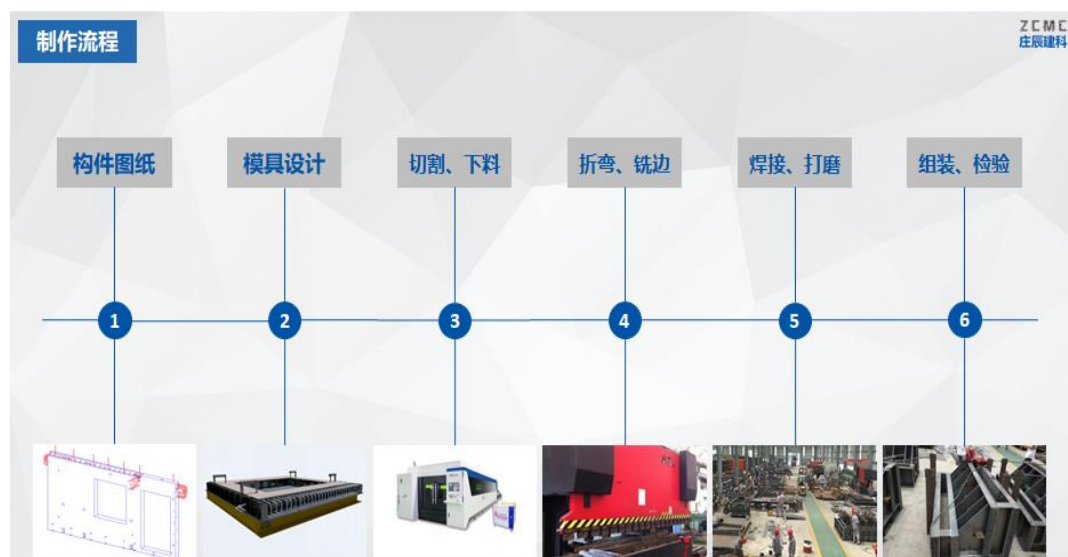 制作流程
ZCMC
庄辰建科
构件图纸
模具设计
切割、下料
折弯、铣边
焊接、打磨
组装、检验
1
2
3
4
5
6